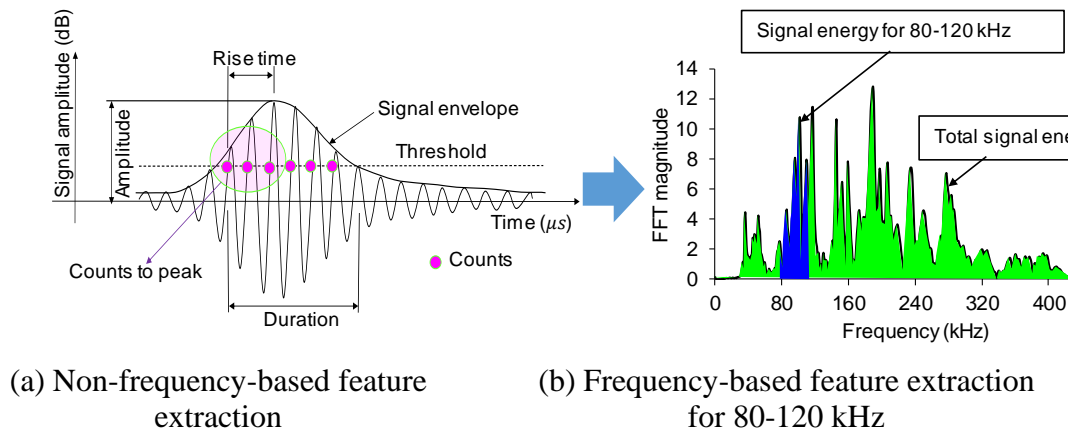 Signal amplitude (dB)
Amplitude
Rise time
Signal envelope
Threshold
Time (μs)
Counts to peak
Counts
Duration
(a) Non-frequency-based feature
extraction
Signal energy for 80-120 kHz
Total signal ene
FFT magnitude
14
12
10
8
6
4
2
0
0
80
160
240
320
400
Frequency (kHz)
(b) Frequency-based feature extraction
for 80-120 kHz